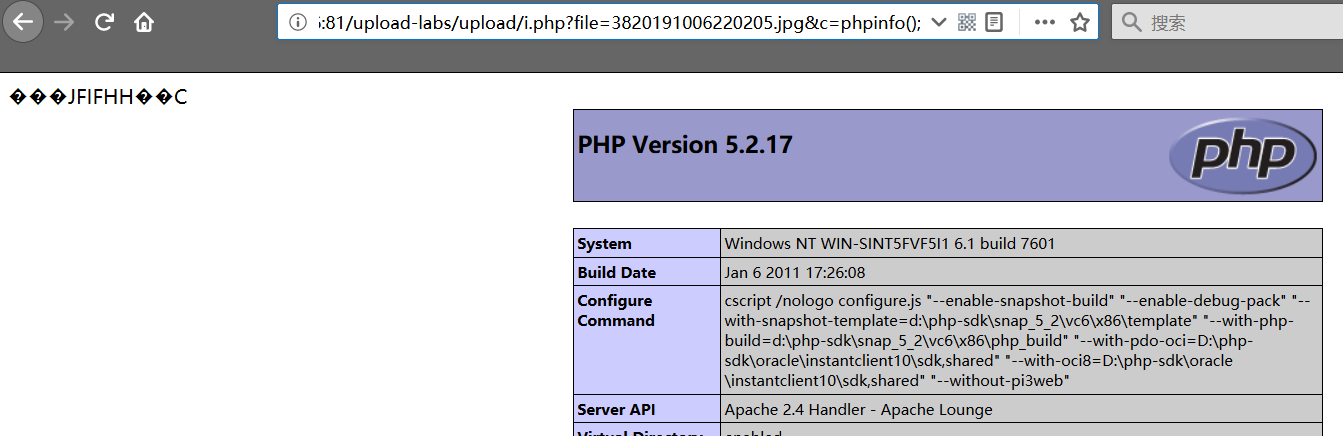 :81/upload-labs/upload/i.php?file=3820191006220205.jpg&c=phpinfo();
搜索
���JFIFHH��C
PHP Version 5.2.17
php
System Windows NT WIN-SINT5FVF5I1 6.1 build 7601
Build Date Jan 6 2011 17:26:08
Configure Command cscript /nologo configure.js "--enable-snapshot-build" "--enable-debug-pack" "--
with-snapshot-template=d:\php-sdk\snap_5_2\vc6\x86\template" "--with-php-
build=d:\php-sdk\snap_5_2\vc6\x86\php_build" "--with-pdo-oci=D:\php-
sdk\oracle\instantclient10\sdk,shared" "--with-oci8=D:\php-sdk\oracle
\instantclient10\sdk,shared" "--without-pi3web"
Server API Apache 2.4 Handler - Apache Lounge
Virtual Directory enabled